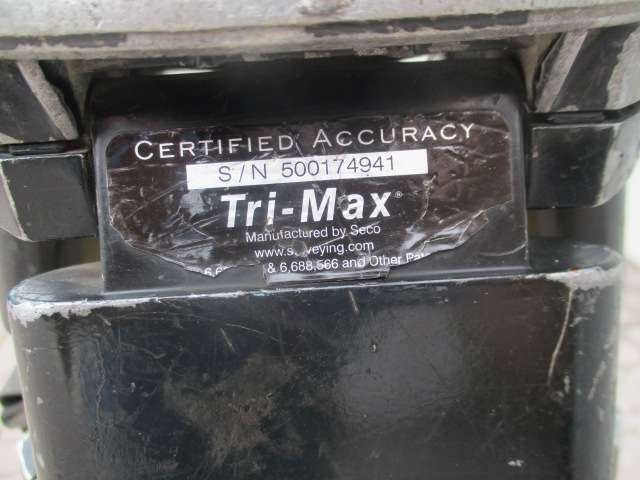 CERTIFIED ACCURACY
S/N 500174941
Tri-Max®
Manufactured by Seco
& 6,688,566 and Other